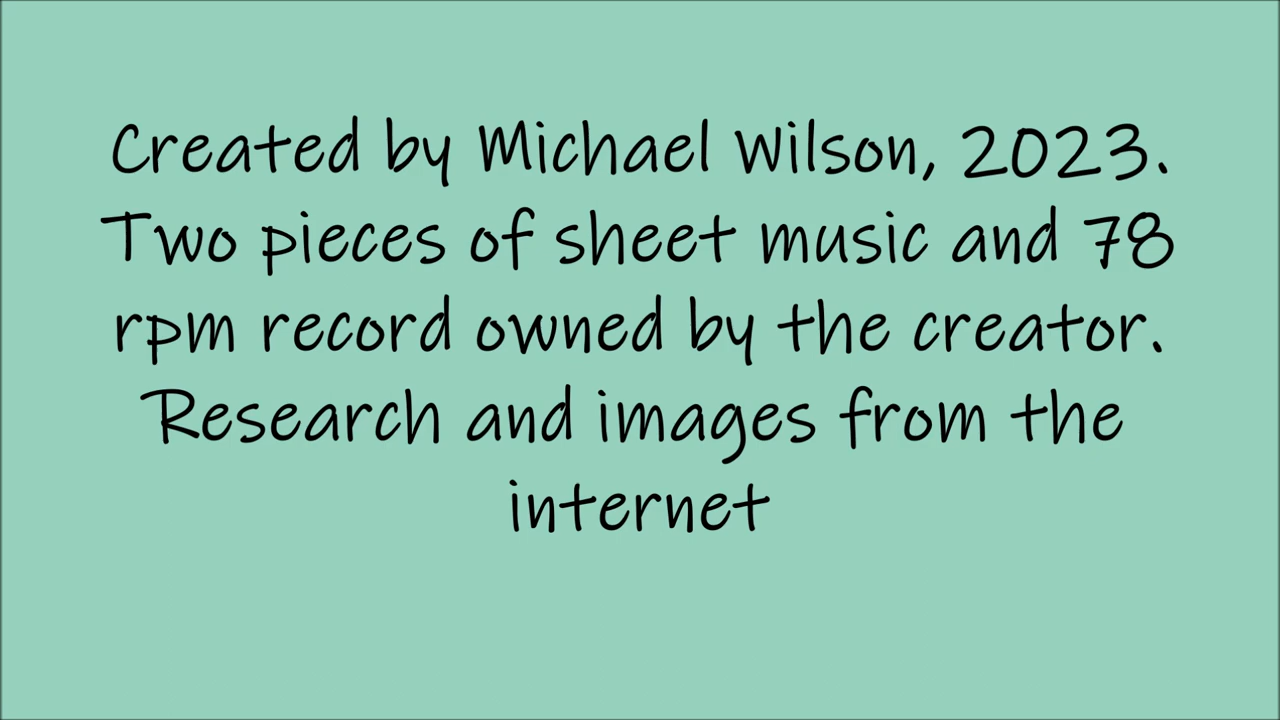 Created by Michael Wilson, 2023.
Two pieces of sheet music and 78
rpm record owned by the creator.
Research and images from the
internet